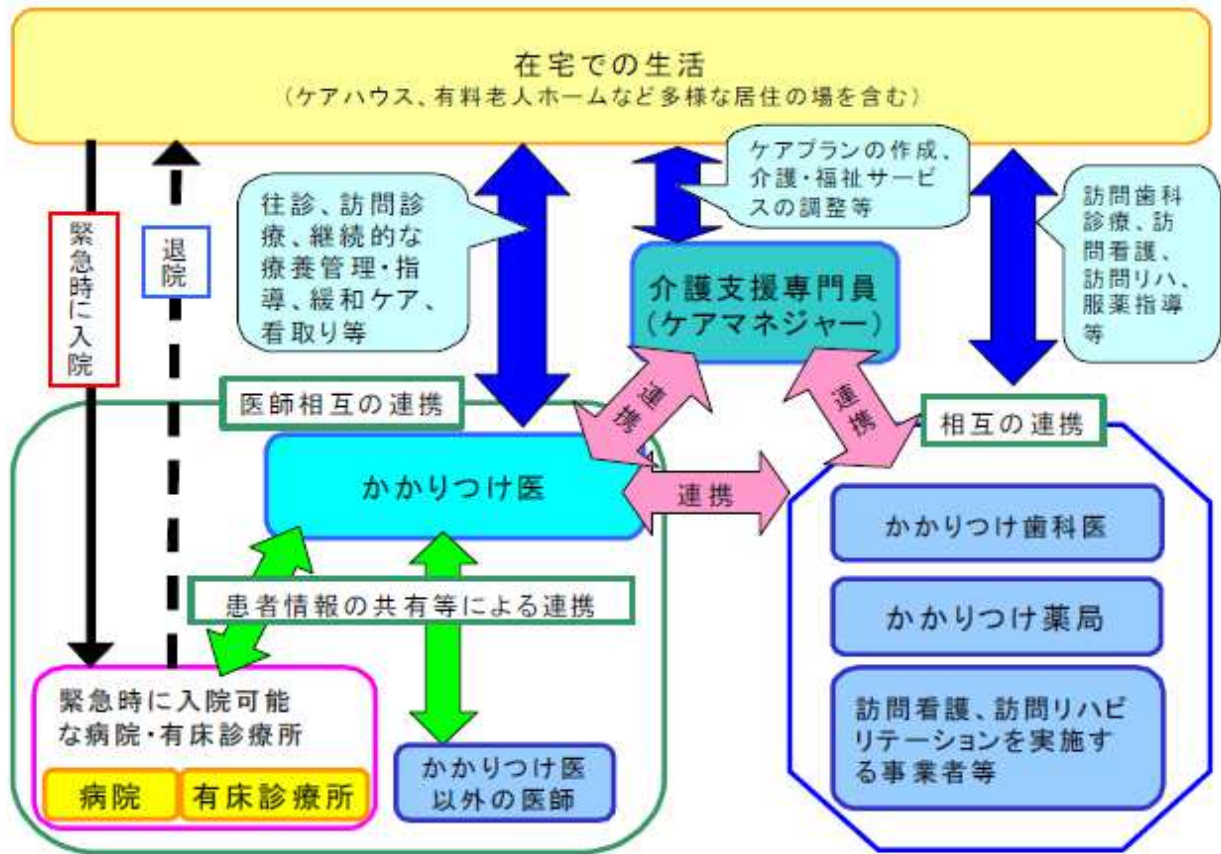 在宅での生活
（ケアハウス、有料老人ホームなど多様な居住の場を含む）
緊急時に入院
退院
往診、訪問診
療、継続的な
療養管理・指
導、緩和ケア、
看取り等
ケアプランの作成、
介護・福祉サービ
スの調整等
訪問歯科
診療、訪
問看護、
訪問リハ、
服薬指導
等
介護支援専門員
（ケアマネジャー）
医師相互の連携
連携
連携
相互の連携
かかりつけ医
連携
かかりつけ歯科医
患者情報の共有等による連携
かかりつけ薬局
緊急時に入院可能
な病院・有床診療所
病院
有床診療所
かかりつけ医
以外の医師
訪問看護、訪問リハビ
リテーションを実施す
る事業者等